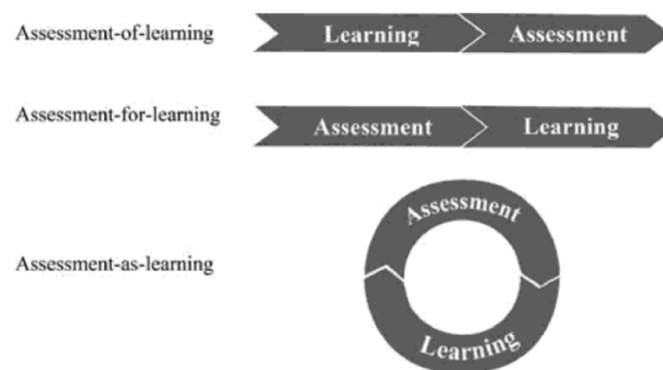 Assessment-of-learning
Learning Assessment
Assessment-for-learning
Assessment Learning
Assessment
Assessment-as-learning
Learning